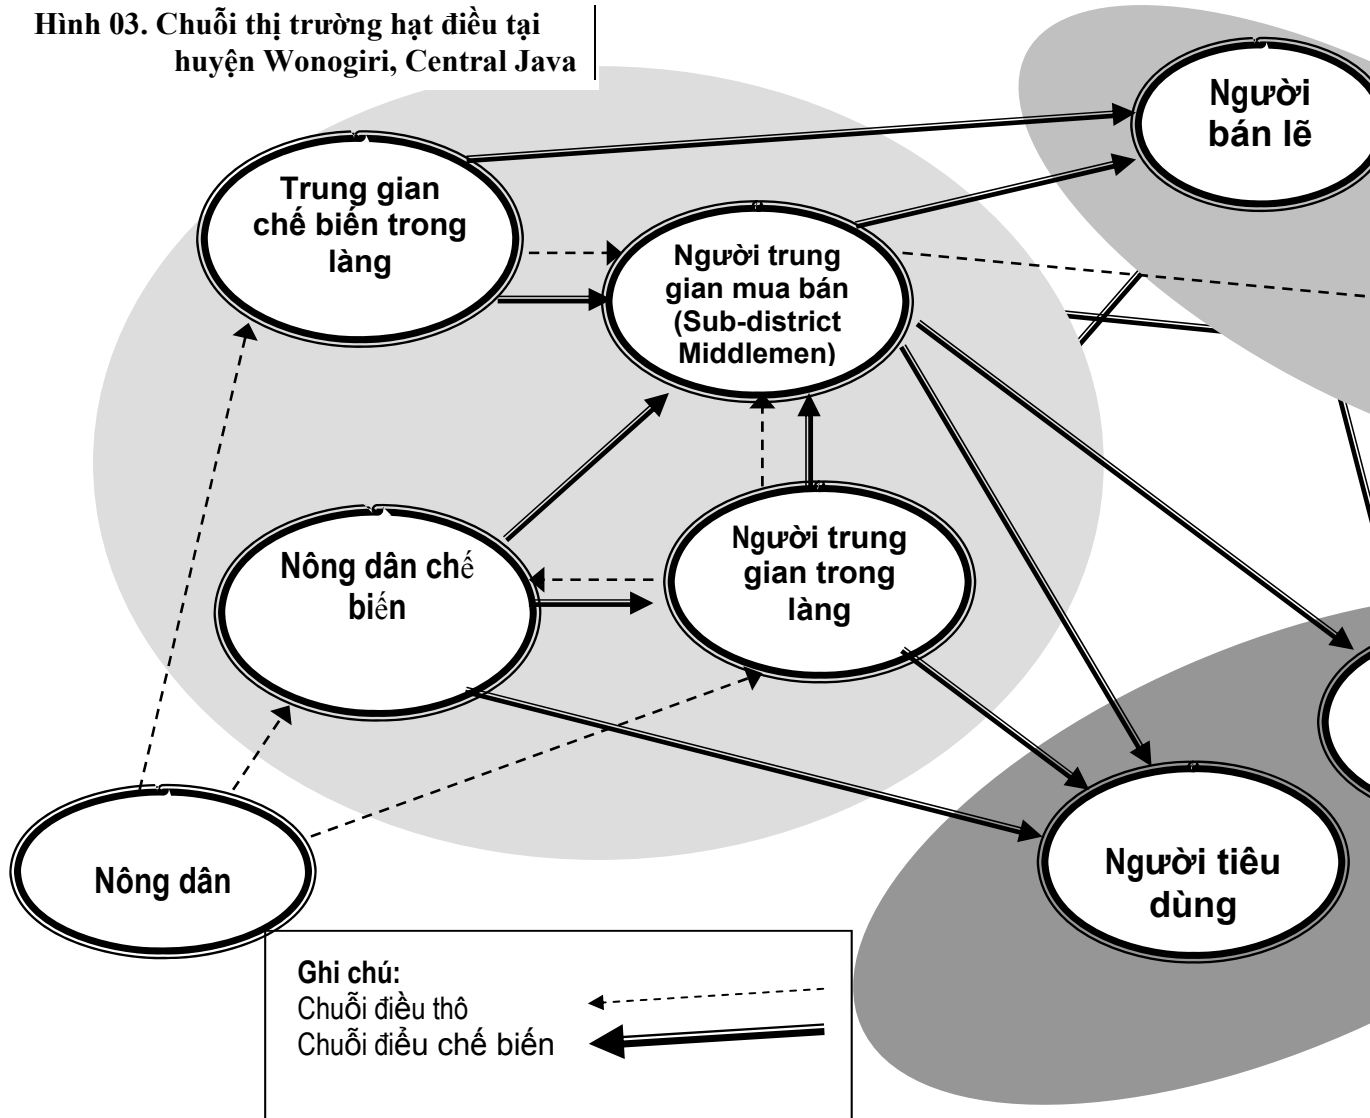 Hình 03. Chuỗi thị trường hạt điều tại
huyện Wonogiri, Central Java
Người
bán lẽ
Trung gian
chế biến trong
làng
Người trung
gian mua bán
(Sub-district
Middlemen)
Người trung
gian trong
làng
Nông dân chế
biến
Nông dân
Người tiêu
dùng
Ghi chú:
Chuỗi điều thô
Chuỗi điểu chế biến